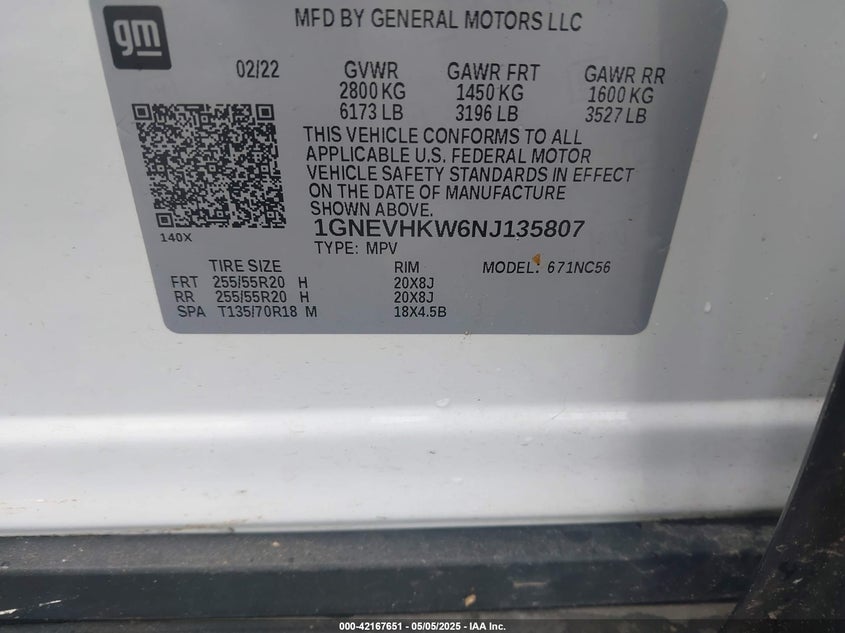 gm
MFD BY GENERAL MOTORS LLC
02/22 GVWR GAWR FRT GAWR RR
2800 KG 1450 KG 1600 KG
6173 LB 3196 LB 3527 LB
THIS VEHICLE CONFORMS TO ALL
APPLICABLE U.S. FEDERAL MOTOR
VEHICLE SAFETY STANDARDS IN EFFECT
ON THE DATE OF MANUFACTURE
SHOWN ABOVE.
140X
1GNEVHKW6NJ135807
TYPE: MPV
TIRE SIZE RIM MODEL: 671NC56
FRT 255/55R20 H 20X8J
RR 255/55R20 H 20X8J
SPA T135/70R18 M 18X4.5B
000-42167651 - 05/05/2025 - IAA Inc.